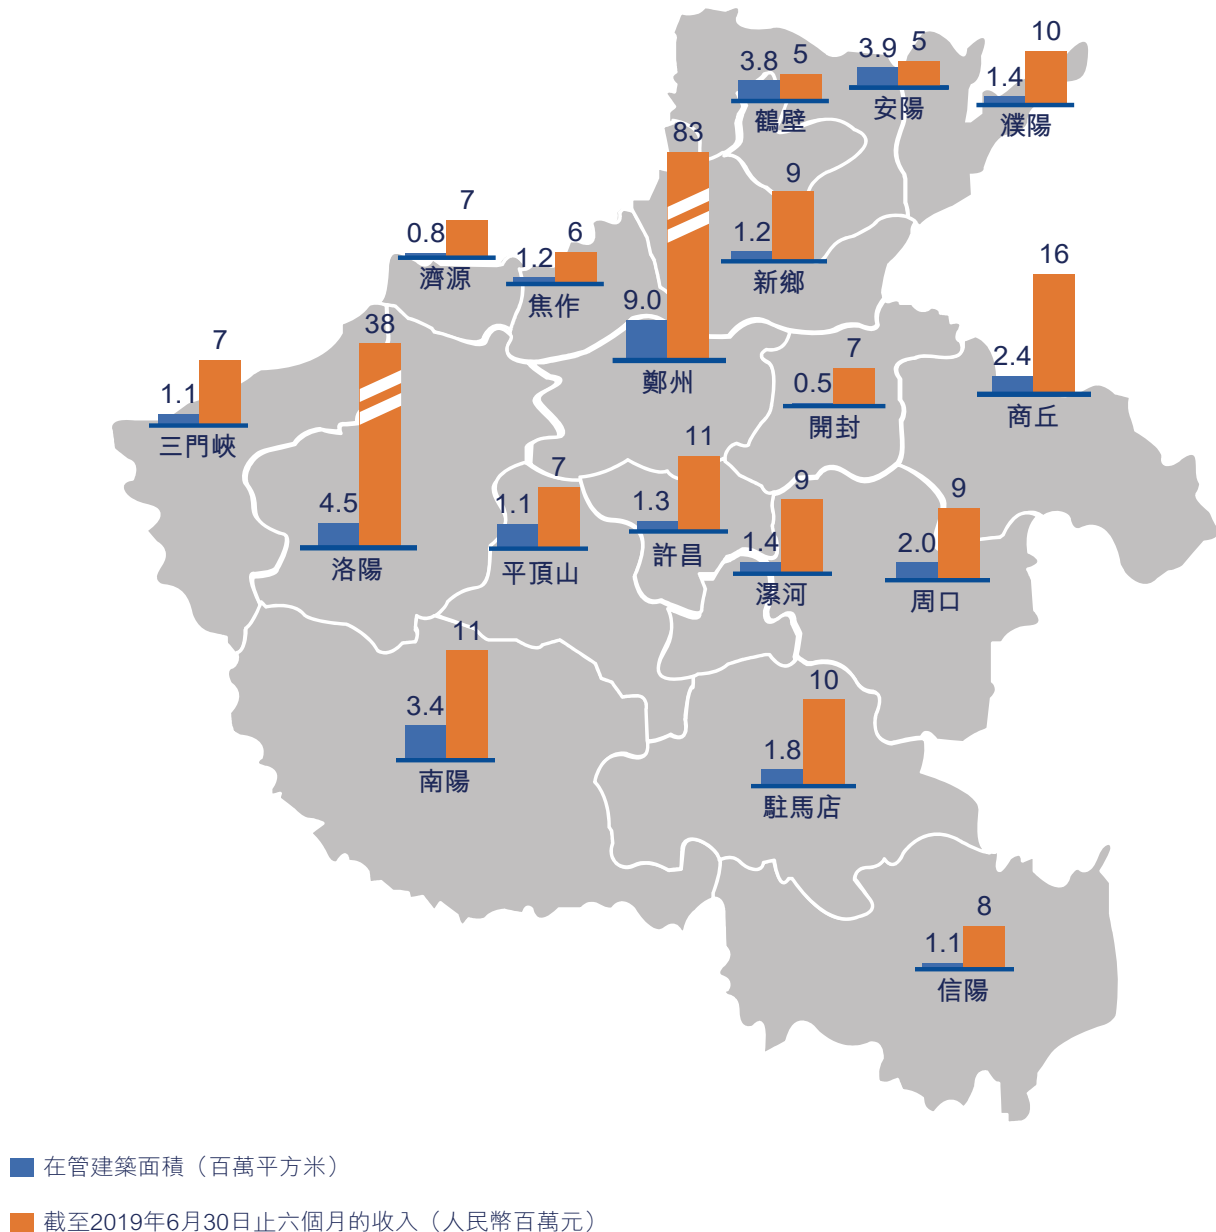 3.8 5
鶴壁
3.9 5
安陽
1.4 10
濮陽
0.8 7
濟源
1.2 6
焦作
9.0 83
鄭州
1.2 9
新鄉
2.4 16
商丘
1.1 7
三門峽
4.5 38
洛陽
1.1 7
平頂山
1.3 11
許昌
0.5 7
開封
1.4 9
漯河
2.0 9
周口
3.4 11
南陽
1.8 10
駐馬店
1.1 8
信陽
在管建築面積（百萬平方米）
截至2019年6月30日止六個月的收入（人民幣百萬元）